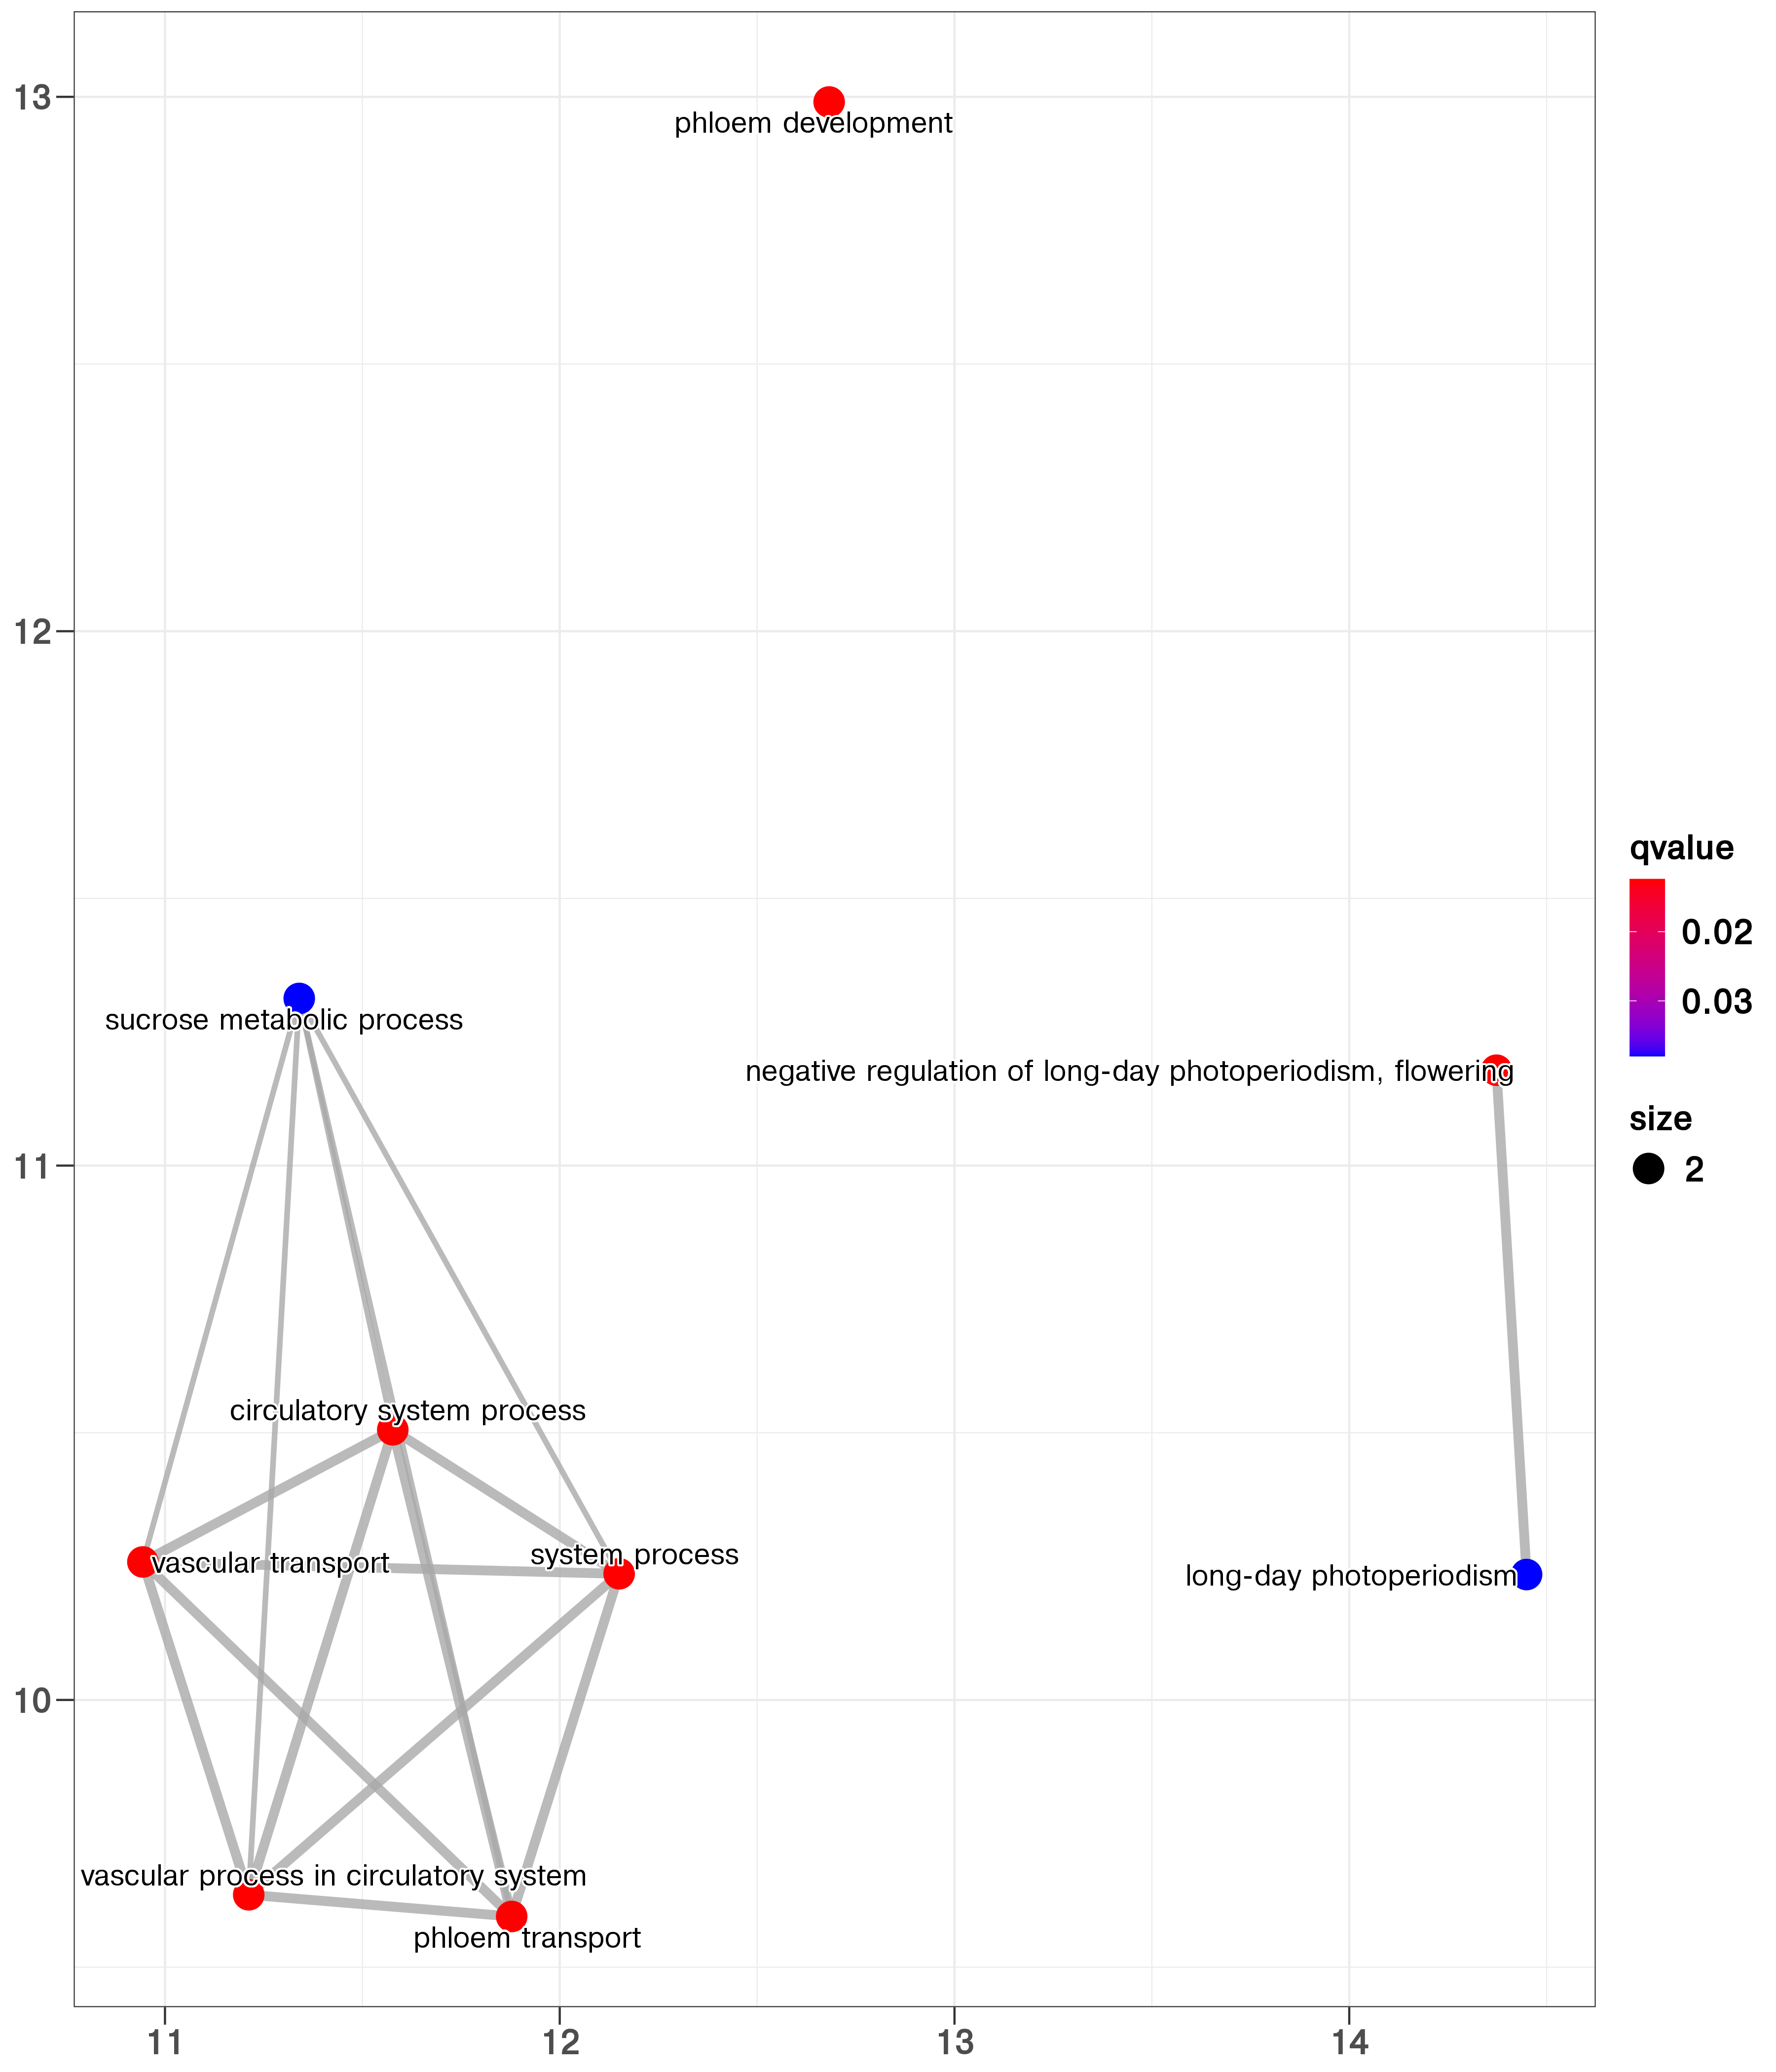 13
phloem development
12
qvalue
0.02
0.03
sucrose metabolic process
negative regulation of long-day photoperiodism, flowering
size
2
11
circulatory system process
vascular transport
system process
long-day photoperiodism
10
vascular process in circulatory system
phloem transport
11
12
13
14